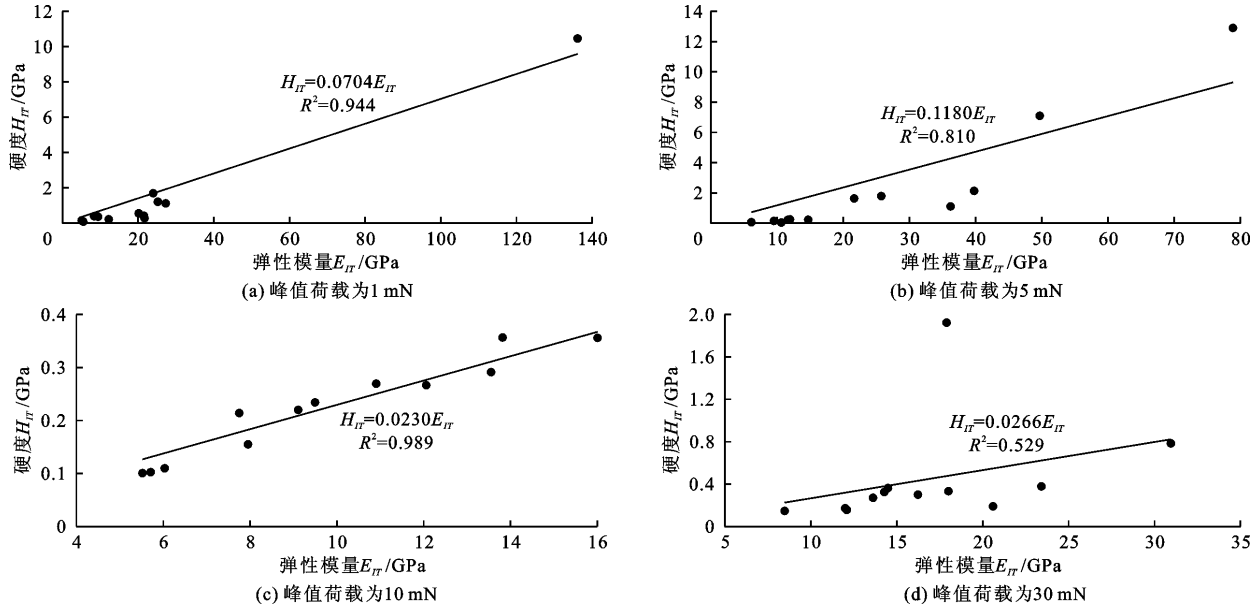 12
10
8
6
4
2
0
20
40
60
80
100
120
140
硬度H_IT/GPa
H_IT=0.0704E_IT
R²=0.944
弹性模量E_IT/GPa
(a) 峰值荷载为1 mN
14
12
10
8
6
4
2
0
10
20
30
40
50
60
70
80
硬度H_IT/GPa
H_IT=0.1180E_IT
R²=0.810
弹性模量E_IT/GPa
(b) 峰值荷载为5 mN
0.4
0.3
0.2
0.1
0
4
6
8
10
12
14
16
硬度H_IT/GPa
H_IT=0.0230E_IT
R²=0.989
弹性模量E_IT/GPa
(c) 峰值荷载为10 mN
2.0
1.6
1.2
0.8
0.4
0
5
10
15
20
25
30
35
硬度H_IT/GPa
H_IT=0.0266E_IT
R²=0.529
弹性模量E_IT/GPa
(d) 峰值荷载为30 mN